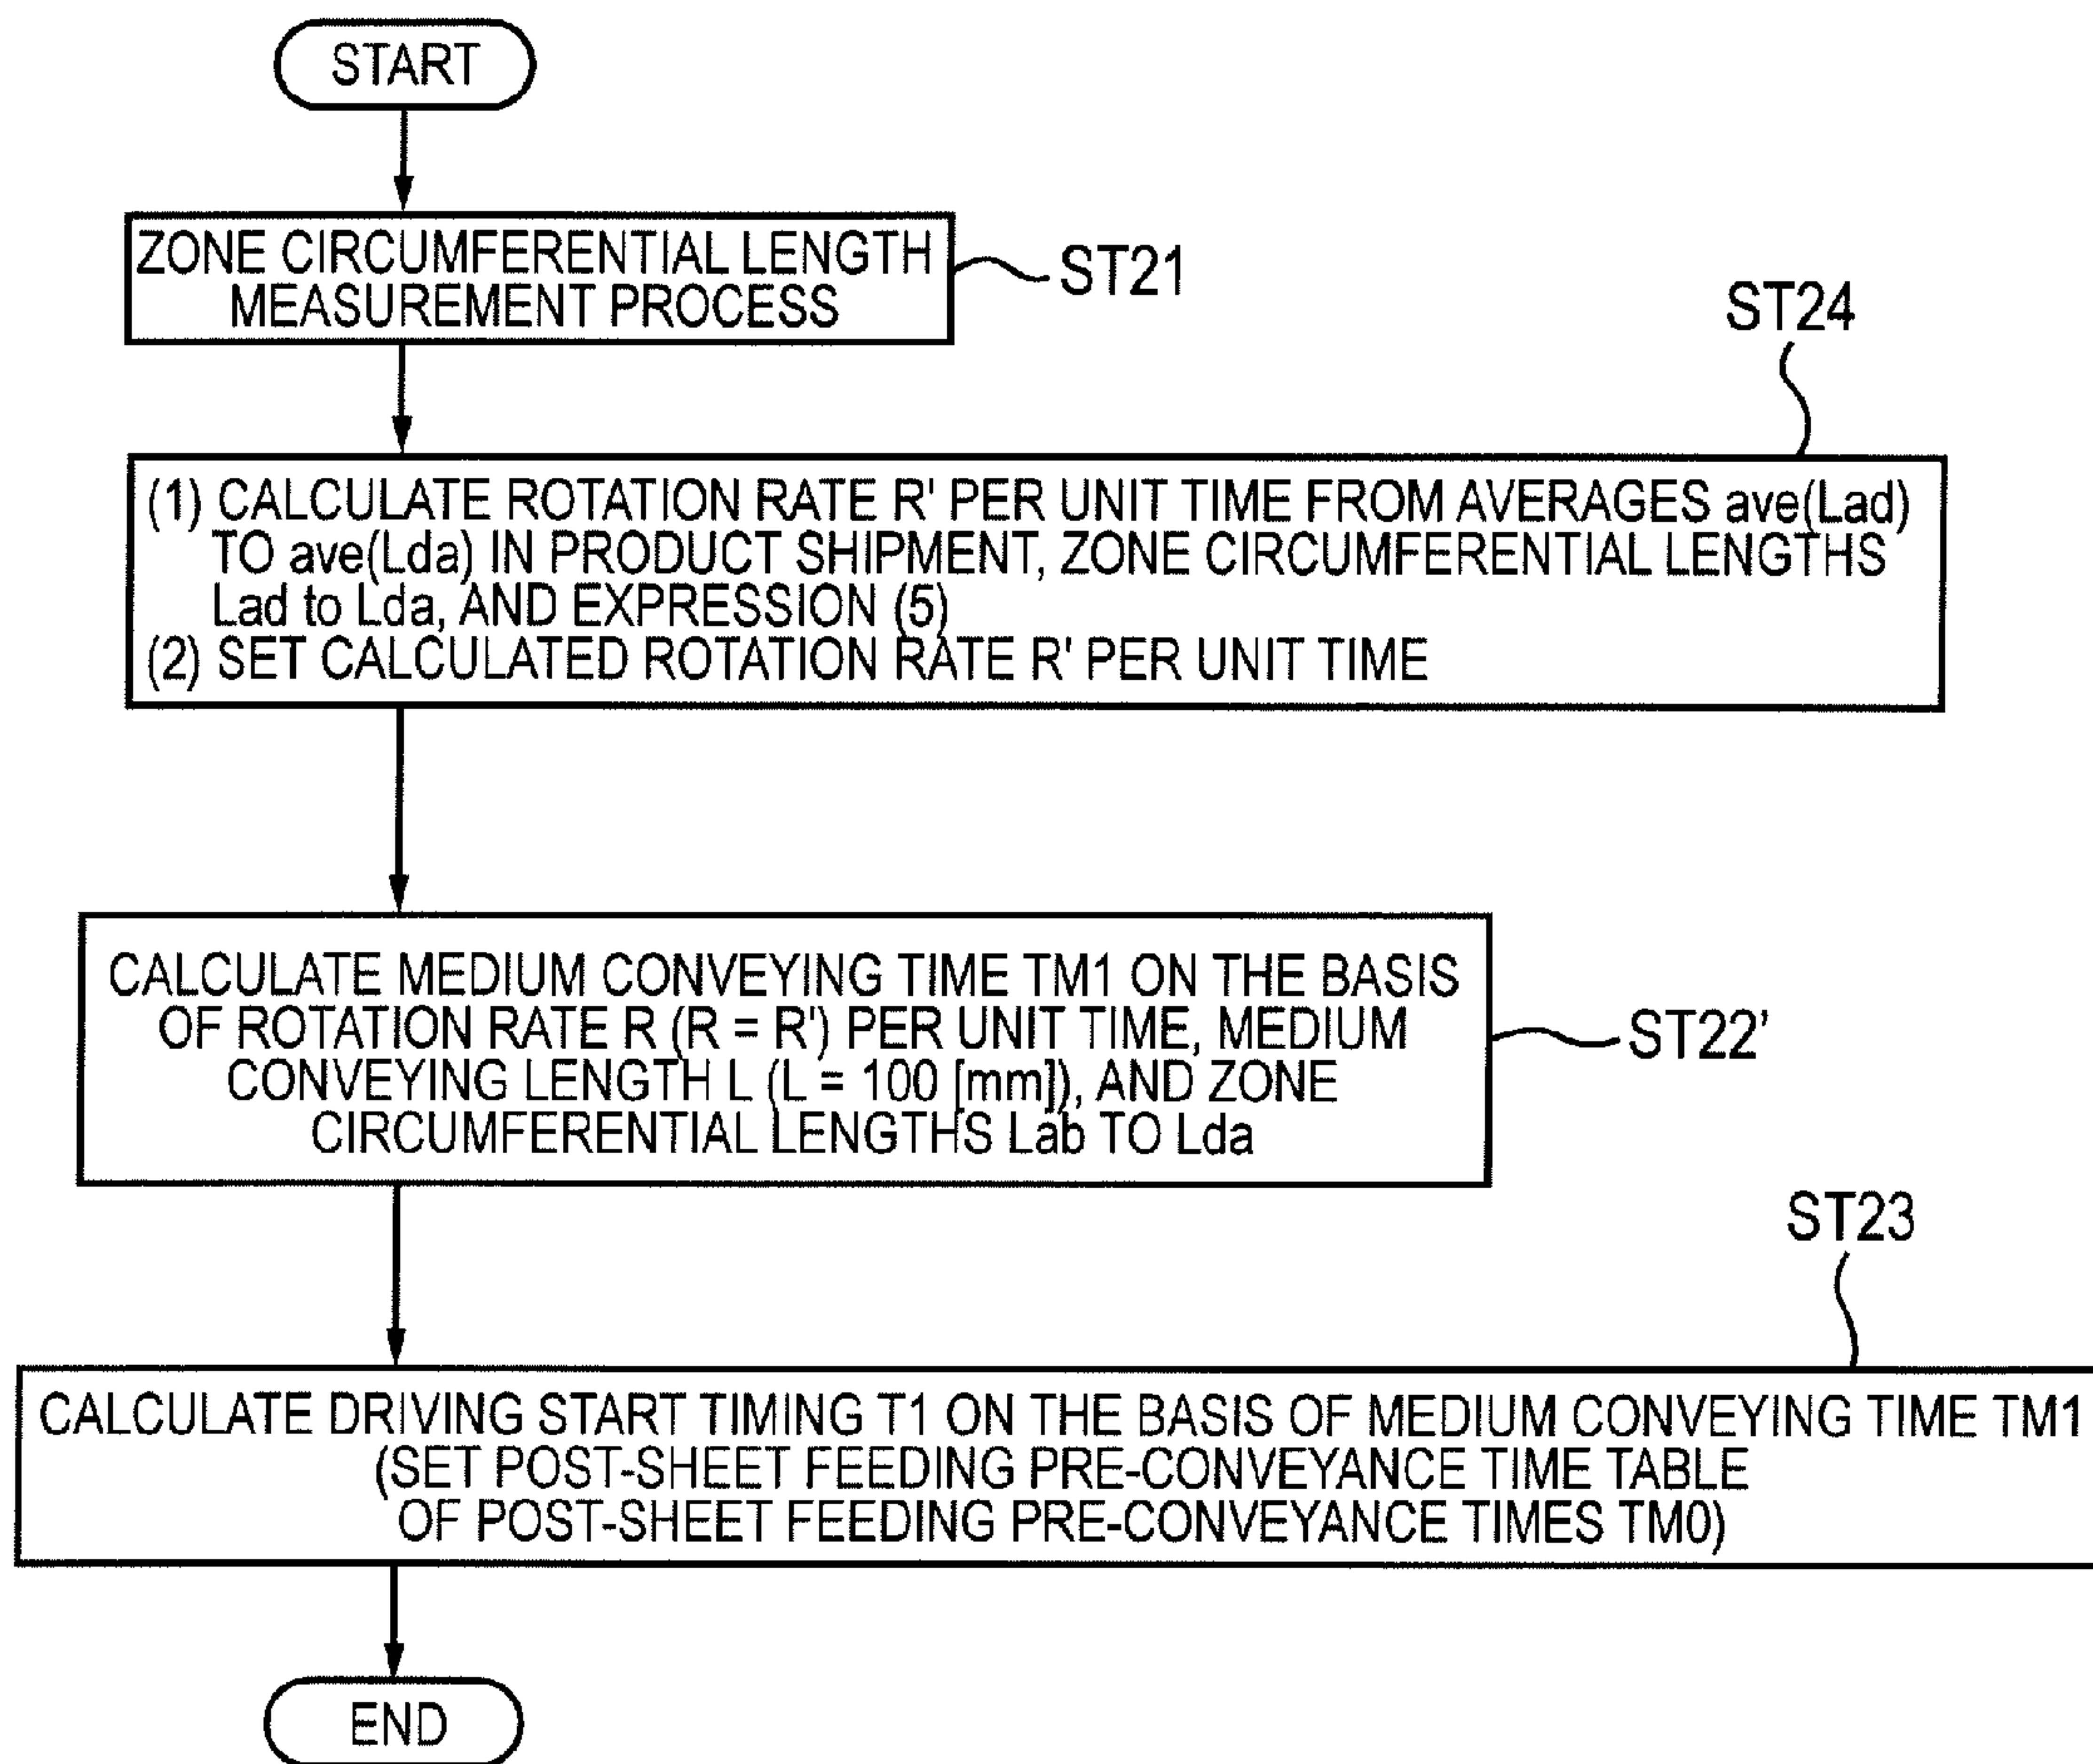 START
ZONE CIRCUMFERENTIAL LENGTH
MEASUREMENT PROCESS
ST21
ST24
(1) CALCULATE ROTATION RATE R' PER UNIT TIME FROM AVERAGES ave(Lad)
TO ave(Lda) IN PRODUCT SHIPMENT, ZONE CIRCUMFERENTIAL LENGTHS
Lad to Lda, AND EXPRESSION (5)
(2) SET CALCULATED ROTATION RATE R' PER UNIT TIME
CALCULATE MEDIUM CONVEYING TIME TM1 ON THE BASIS
OF ROTATION RATE R (R = R') PER UNIT TIME, MEDIUM
CONVEYING LENGTH L (L = 100 [mm]), AND ZONE
CIRCUMFERENTIAL LENGTHS Lab TO Lda
ST22'
ST23
CALCULATE DRIVING START TIMING T1 ON THE BASIS OF MEDIUM CONVEYING TIME TM1
(SET POST-SHEET FEEDING PRE-CONVEYANCE TIME TABLE
OF POST-SHEET FEEDING PRE-CONVEYANCE TIMES TM0)
END